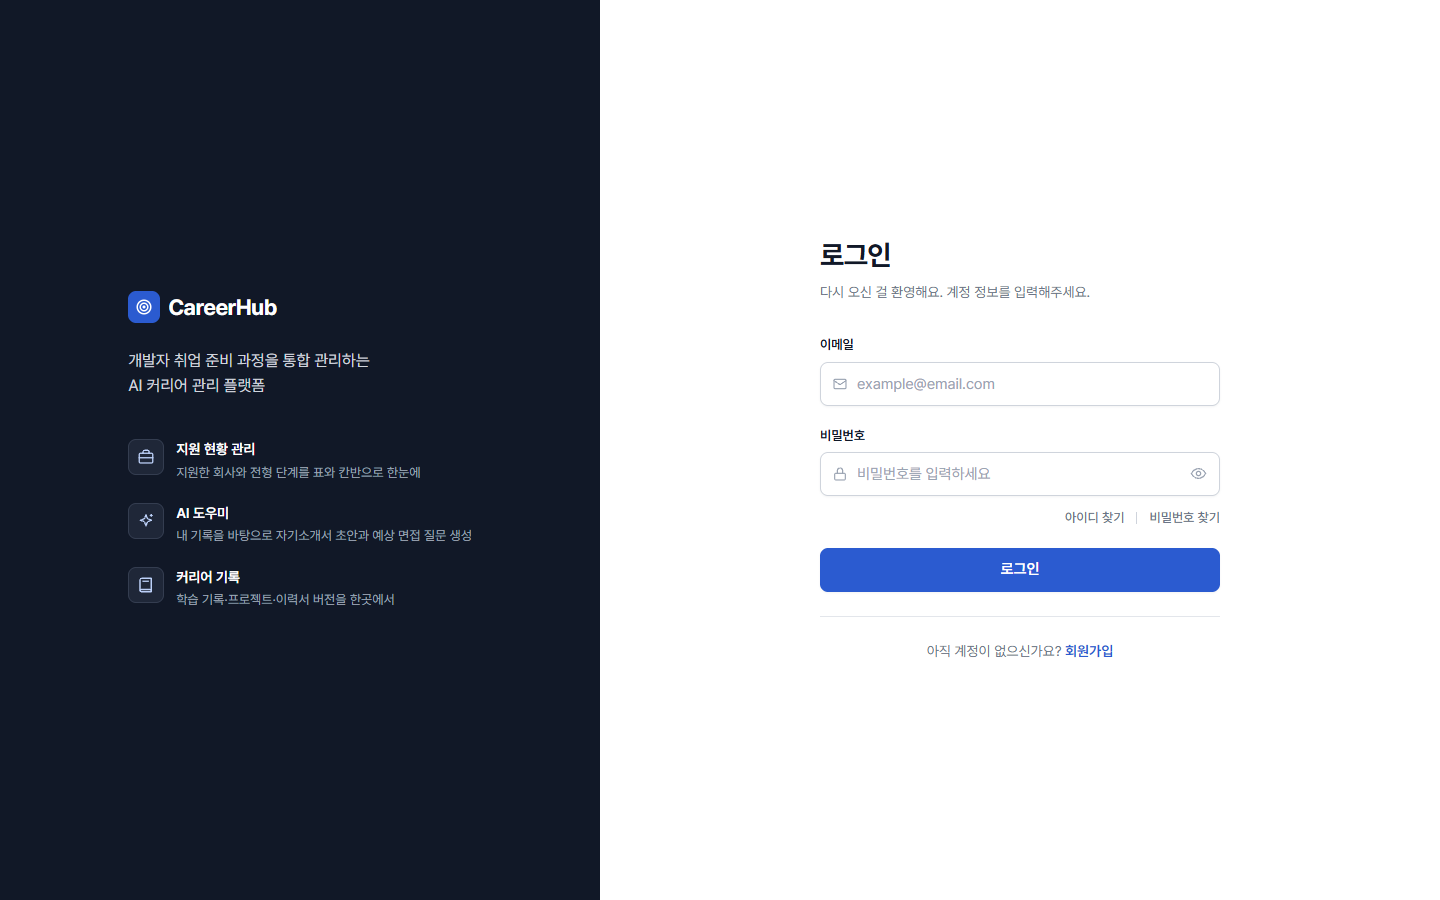 CareerHub
개발자 취업 준비 과정을 통합 관리하는
AI 커리어 관리 플랫폼
지원 현황 관리
지원한 회사와 전형 단계를 표와 칸반으로 한눈에
AI 도우미
내 기록을 바탕으로 자기소개서 초안과 예상 면접 질문 생성
커리어 기록
학습 기록·프로젝트·이력서 버전을 한곳에서
로그인
다시 오신 걸 환영해요. 계정 정보를 입력해주세요.
이메일
example@email.com
비밀번호
비밀번호를 입력하세요
아이디 찾기
비밀번호 찾기
로그인
아직 계정이 없으신가요? 회원가입